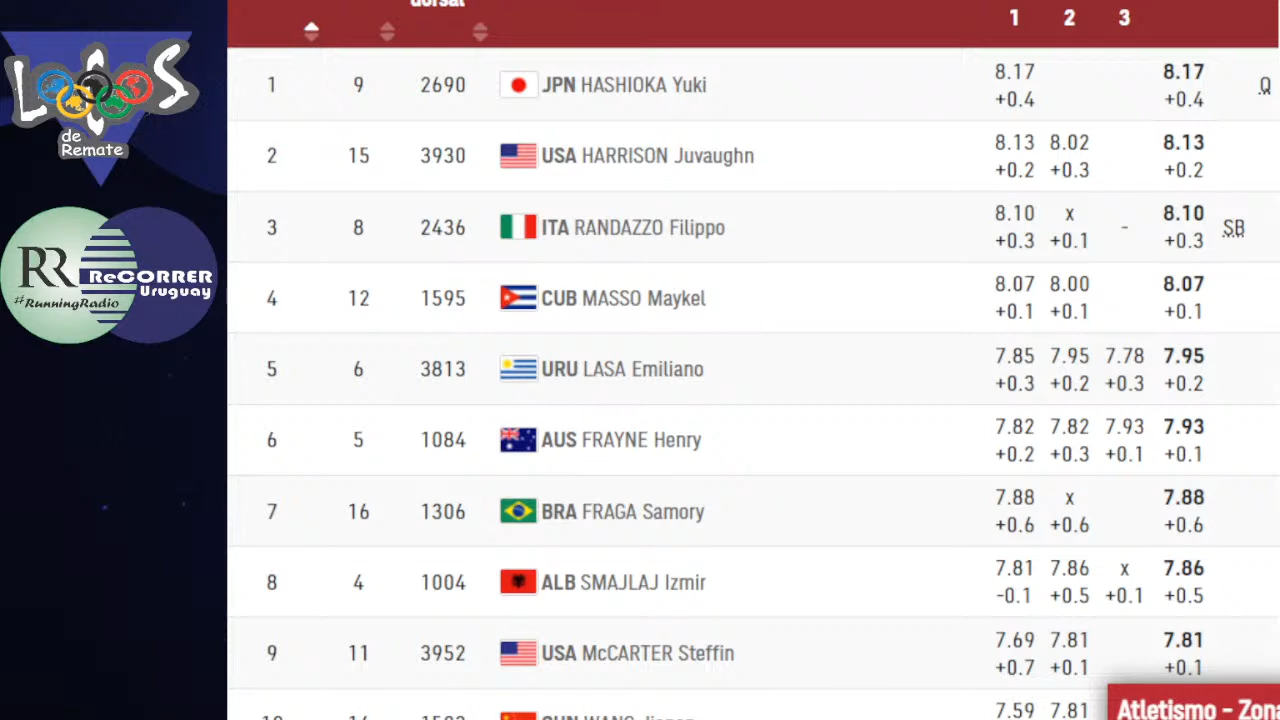 dorsal
1 2 3
LOCOS
de
Remate
RR
#RunningRadio
ReCORRER
Uruguay
1 9 2690 JPN HASHIOKA Yuki 8.17 8.17 Q
+0.4 +0.4
2 15 3930 USA HARRISON Juvaughn 8.13 8.02 8.13
+0.2 +0.3 +0.2
3 8 2436 ITA RANDAZZO Filippo 8.10 x - 8.10 SB
+0.3 +0.1 +0.3
4 12 1595 CUB MASSO Maykel 8.07 8.00 8.07
+0.1 +0.1 +0.1
5 6 3813 URU LASA Emiliano 7.85 7.95 7.78 7.95
+0.3 +0.2 +0.3 +0.2
6 5 1084 AUS FRAYNE Henry 7.82 7.82 7.93 7.93
+0.2 +0.3 +0.1 +0.1
7 16 1306 BRA FRAGA Samory 7.88 x 7.88
+0.6 +0.6 +0.6
8 4 1004 ALB SMAJLAJ Izmir 7.81 7.86 x 7.86
-0.1 +0.5 +0.1 +0.5
9 11 3952 USA McCARTER Steffin 7.69 7.81 7.81
+0.7 +0.1 +0.1
7.59 7.81
Atletismo - Zona